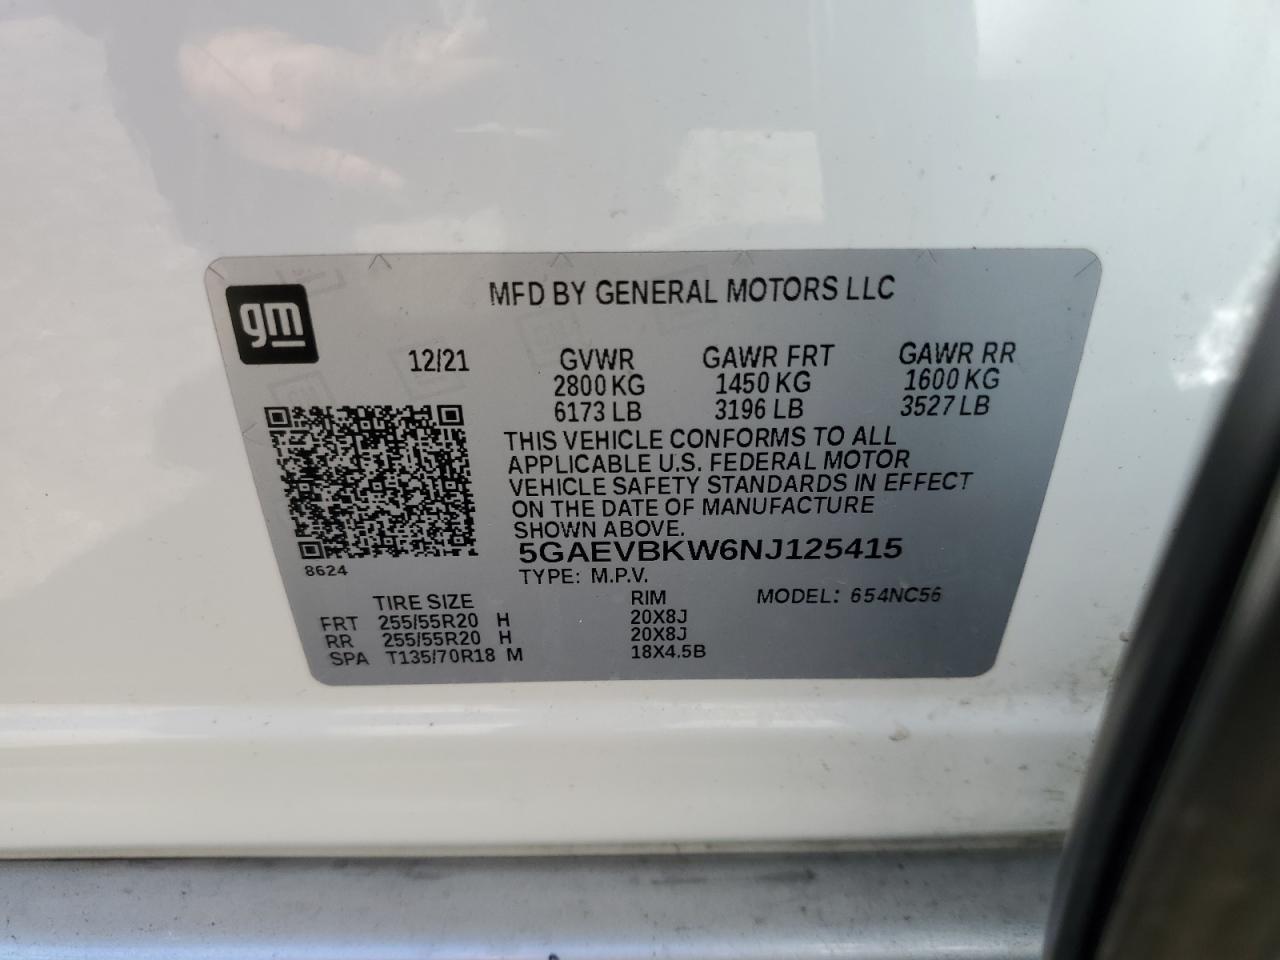 gm
MFD BY GENERAL MOTORS LLC
12/21 GVWR GAWR FRT GAWR RR
2800 KG 1450 KG 1600 KG
6173 LB 3196 LB 3527 LB
THIS VEHICLE CONFORMS TO ALL
APPLICABLE U.S. FEDERAL MOTOR
VEHICLE SAFETY STANDARDS IN EFFECT
ON THE DATE OF MANUFACTURE
SHOWN ABOVE.
5GAEVBKW6NJ125415
8624
TYPE: M.P.V.
TIRE SIZE RIM MODEL: 654NC56
FRT 255/55R20 H 20X8J
RR 255/55R20 H 20X8J
SPA T135/70R18 M 18X4.5B